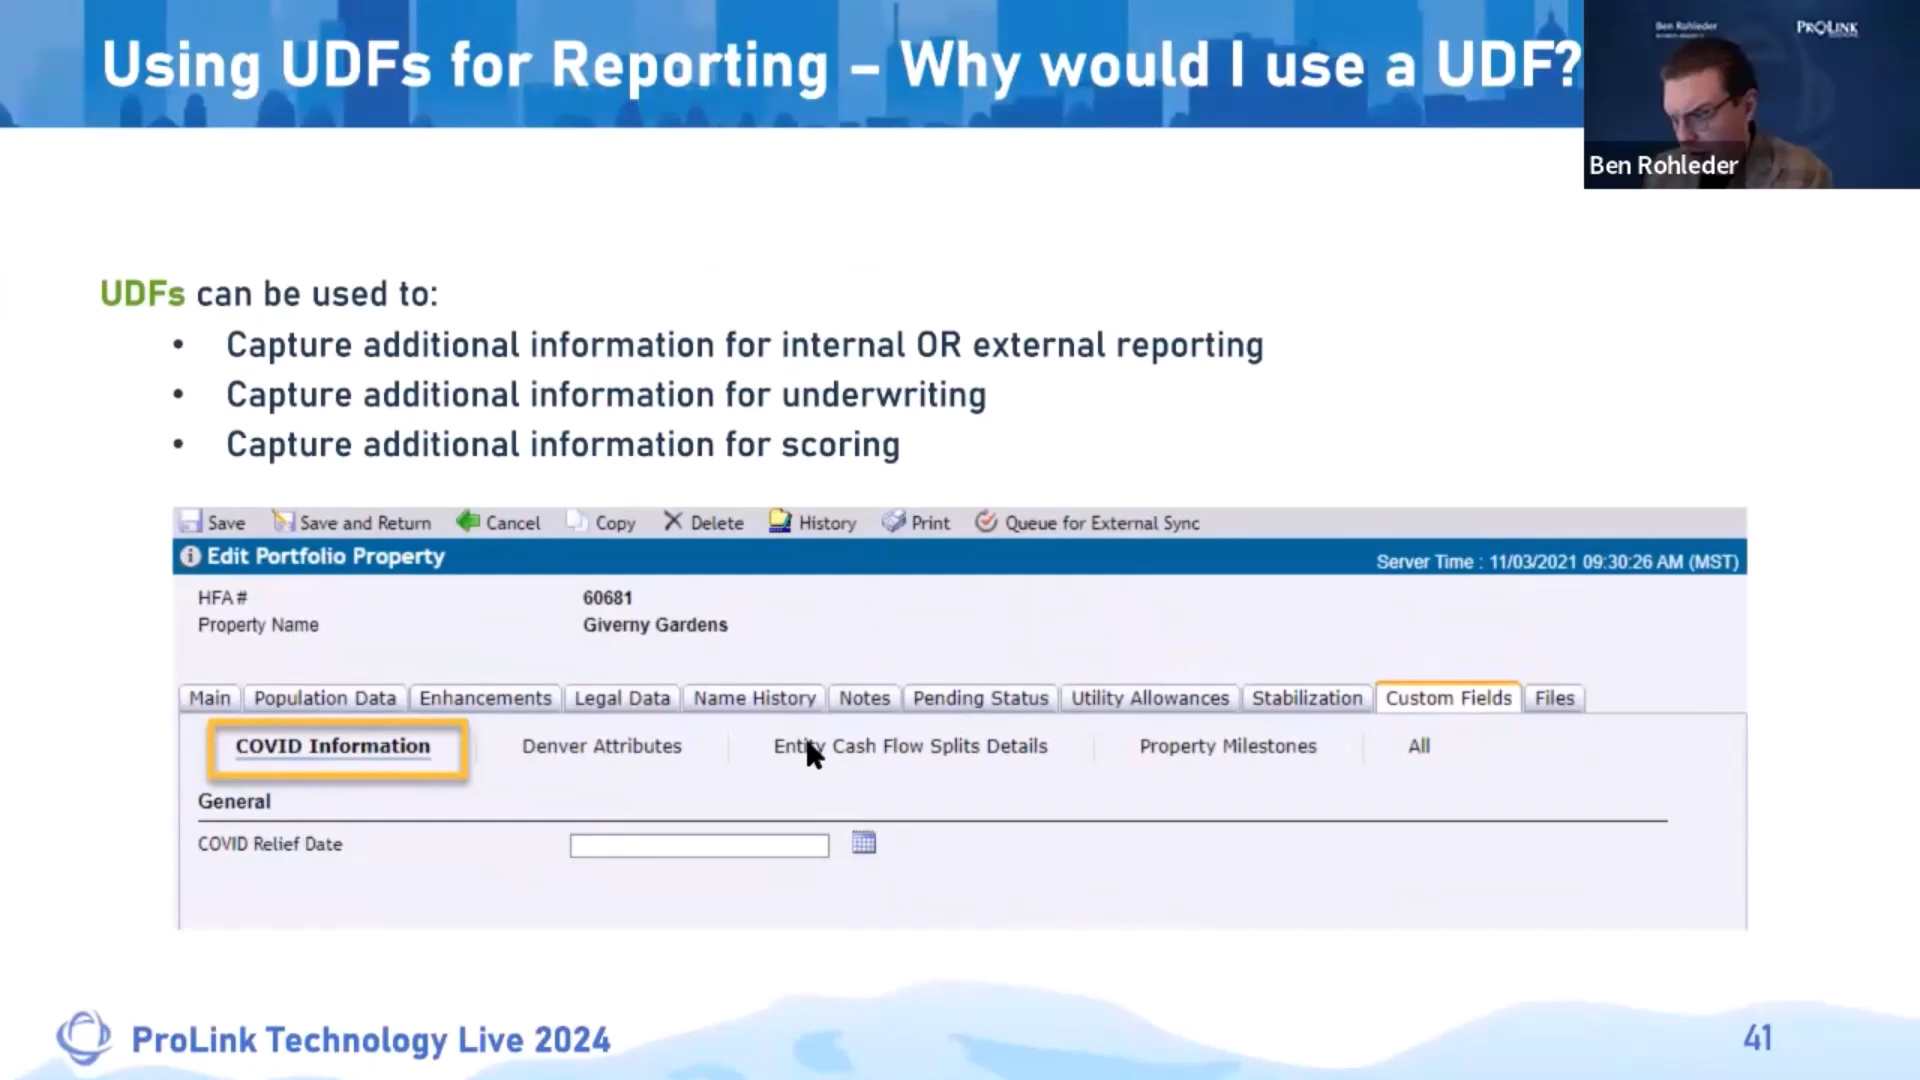 Using UDFs for Reporting – Why would I use a UDF?
Ben Rohleder
PROLINK
Ben Rohleder
UDFs can be used to:
• Capture additional information for internal OR external reporting
• Capture additional information for underwriting
• Capture additional information for scoring
Save Save and Return Cancel Copy Delete History Print Queue for External Sync
Edit Portfolio Property
Server Time : 11/03/2021 09:30:26 AM (MST)
HFA# 60681
Property Name Giverny Gardens
Main Population Data Enhancements Legal Data Name History Notes Pending Status Utility Allowances Stabilization Custom Fields Files
COVID Information Denver Attributes Entity Cash Flow Splits Details Property Milestones All
General
COVID Relief Date
ProLink Technology Live 2024
41